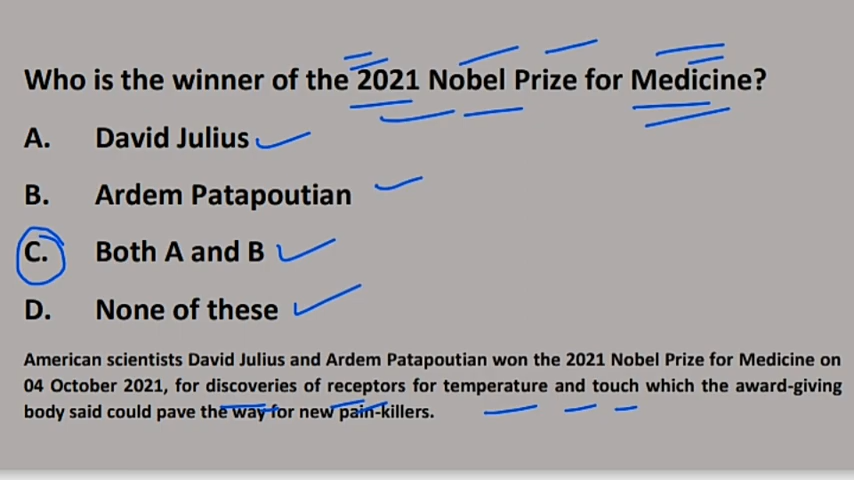 Who is the winner of the 2021 Nobel Prize for Medicine?
A. David Julius
B. Ardem Patapoutian
C. Both A and B
D. None of these
American scientists David Julius and Ardem Patapoutian won the 2021 Nobel Prize for Medicine on
04 October 2021, for discoveries of receptors for temperature and touch which the award-giving
body said could pave the way for new pain-killers.